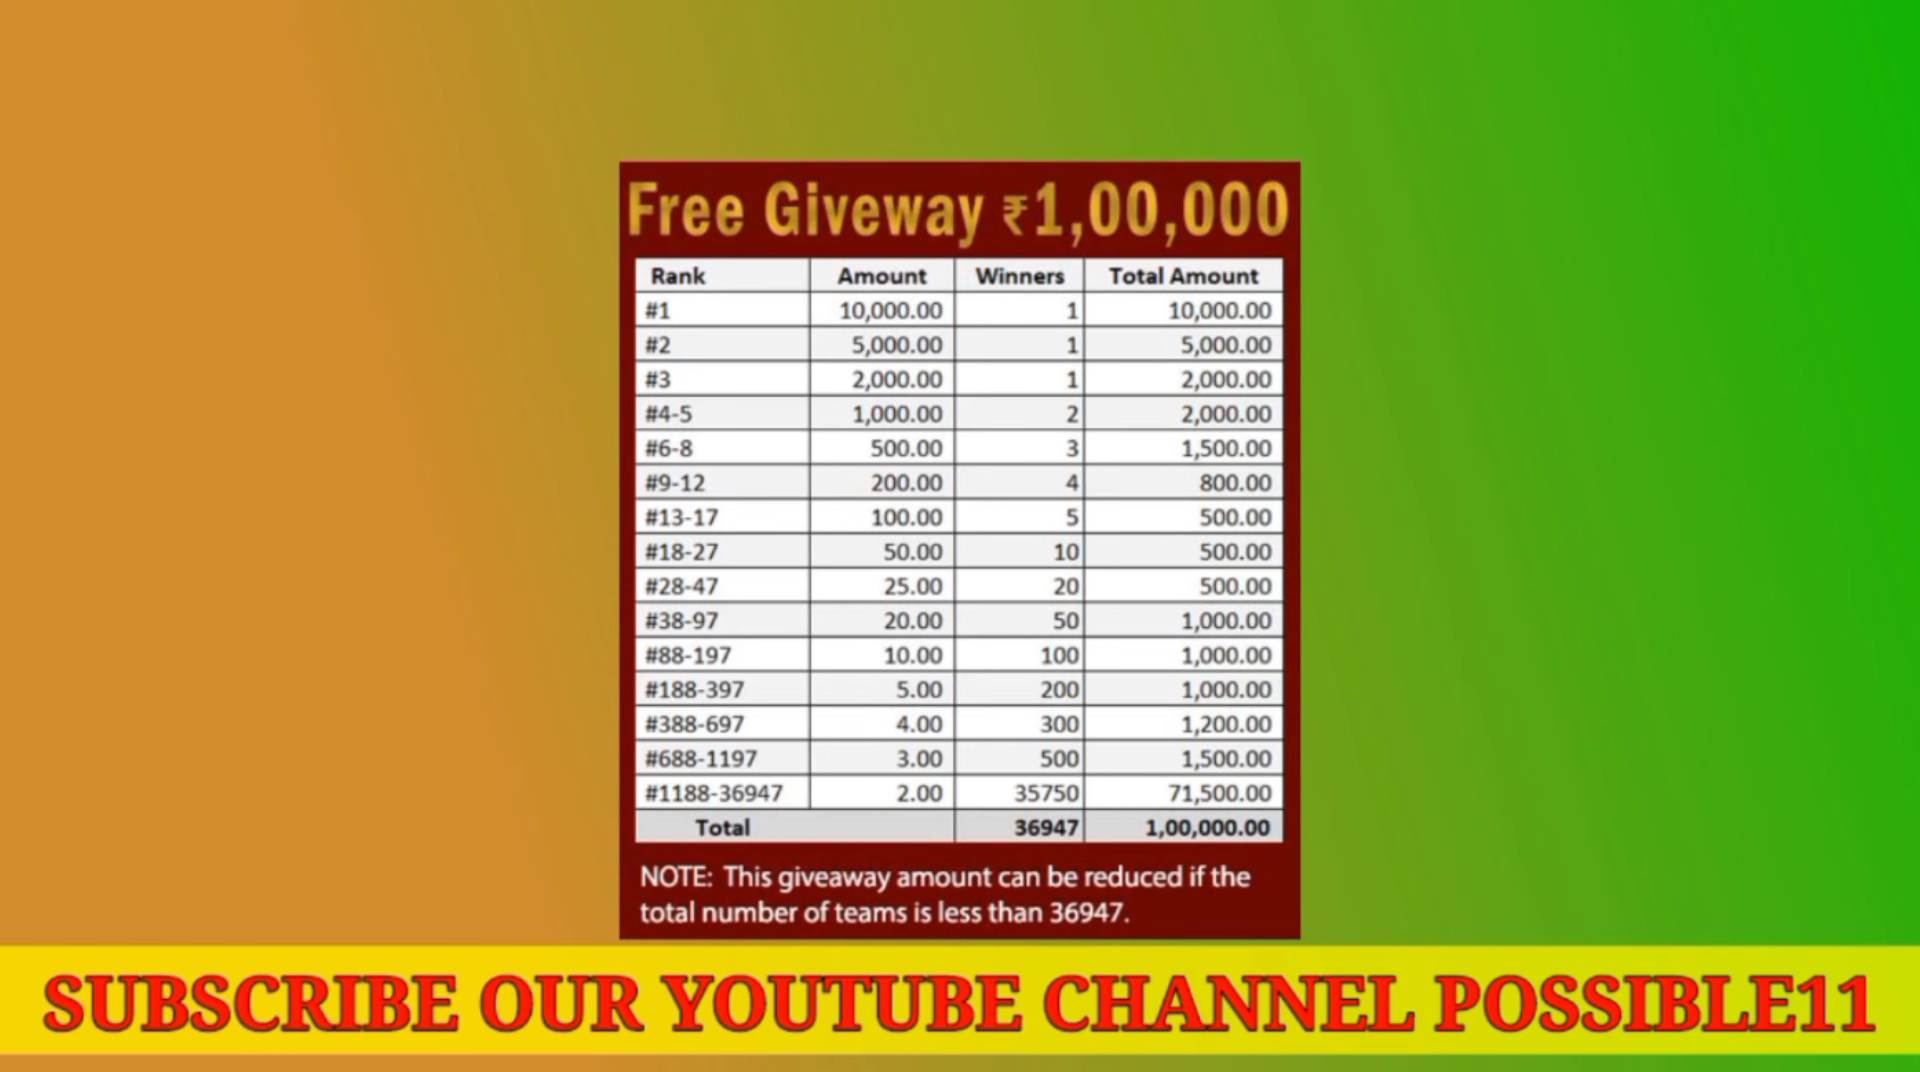 Free Giveway ₹1,00,000
Rank Amount Winners Total Amount
#1 10,000.00 1 10,000.00
#2 5,000.00 1 5,000.00
#3 2,000.00 1 2,000.00
#4-5 1,000.00 2 2,000.00
#6-8 500.00 3 1,500.00
#9-12 200.00 4 800.00
#13-17 100.00 5 500.00
#18-27 50.00 10 500.00
#28-47 25.00 20 500.00
#38-97 20.00 50 1,000.00
#88-197 10.00 100 1,000.00
#188-397 5.00 200 1,000.00
#388-697 4.00 300 1,200.00
#688-1197 3.00 500 1,500.00
#1188-36947 2.00 35750 71,500.00
Total 36947 1,00,000.00
NOTE: This giveaway amount can be reduced if the
total number of teams is less than 36947.
SUBSCRIBE OUR YOUTUBE CHANNEL POSSIBLE11